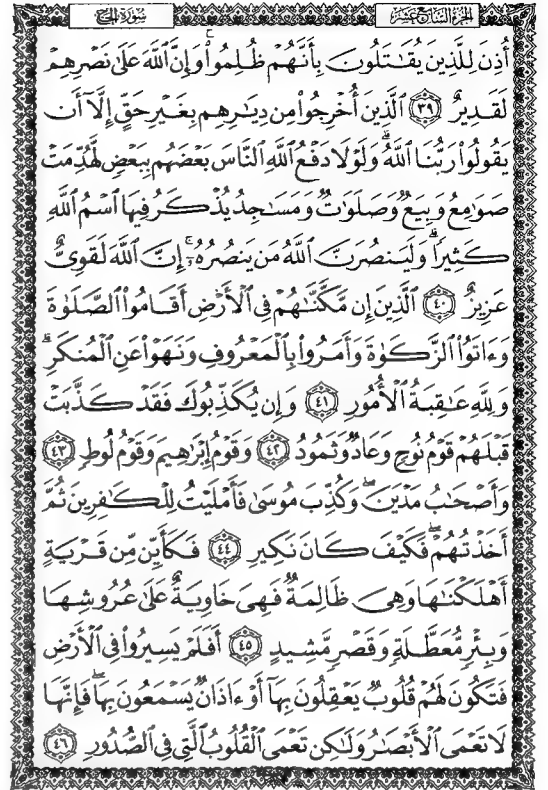 سورة الحج
الجزء السابع عشر
أُذِنَ لِلَّذِينَ يُقَٰتَلُونَ بِأَنَّهُمْ ظُلِمُوا۟ ۚ وَإِنَّ ٱللَّهَ عَلَىٰ نَصْرِهِمْ
لَقَدِيرٌ ﴿٣٩﴾ ٱلَّذِينَ أُخْرِجُوا۟ مِن دِيَٰرِهِم بِغَيْرِ حَقٍّ إِلَّآ أَن
يَقُولُوا۟ رَبُّنَا ٱللَّهُ ۗ وَلَوْلَا دَفْعُ ٱللَّهِ ٱلنَّاسَ بَعْضَهُم بِبَعْضٍ لَّهُدِّمَتْ
صَوَٰمِعُ وَبِيَعٌ وَصَلَوَٰتٌ وَمَسَٰجِدُ يُذْكَرُ فِيهَا ٱسْمُ ٱللَّهِ
كَثِيرًا ۗ وَلَيَنصُرَنَّ ٱللَّهُ مَن يَنصُرُهُۥٓ ۗ إِنَّ ٱللَّهَ لَقَوِىٌّ
عَزِيزٌ ﴿٤٠﴾ ٱلَّذِينَ إِن مَّكَّنَّٰهُمْ فِى ٱلْأَرْضِ أَقَامُوا۟ ٱلصَّلَوٰةَ
وَءَاتَوُا۟ ٱلزَّكَوٰةَ وَأَمَرُوا۟ بِٱلْمَعْرُوفِ وَنَهَوْا۟ عَنِ ٱلْمُنكَرِ ۗ
وَلِلَّهِ عَٰقِبَةُ ٱلْأُمُورِ ﴿٤١﴾ وَإِن يُكَذِّبُوكَ فَقَدْ كَذَّبَتْ
قَبْلَهُمْ قَوْمُ نُوحٍ وَعَادٌ وَثَمُودُ ﴿٤٢﴾ وَقَوْمُ إِبْرَٰهِيمَ وَقَوْمُ لُوطٍ ﴿٤٣﴾
وَأَصْحَٰبُ مَدْيَنَ ۖ وَكُذِّبَ مُوسَىٰ فَأَمْلَيْتُ لِلْكَٰفِرِينَ ثُمَّ
أَخَذْتُهُمْ ۖ فَكَيْفَ كَانَ نَكِيرِ ﴿٤٤﴾ فَكَأَيِّن مِّن قَرْيَةٍ
أَهْلَكْنَٰهَا وَهِىَ ظَالِمَةٌ فَهِىَ خَاوِيَةٌ عَلَىٰ عُرُوشِهَا
وَبِئْرٍ مُّعَطَّلَةٍ وَقَصْرٍ مَّشِيدٍ ﴿٤٥﴾ أَفَلَمْ يَسِيرُوا۟ فِى ٱلْأَرْضِ
فَتَكُونَ لَهُمْ قُلُوبٌ يَعْقِلُونَ بِهَآ أَوْ ءَاذَانٌ يَسْمَعُونَ بِهَا ۖ فَإِنَّهَا
لَا تَعْمَى ٱلْأَبْصَٰرُ وَلَٰكِن تَعْمَى ٱلْقُلُوبُ ٱلَّتِى فِى ٱلصُّدُورِ ﴿٤٦﴾